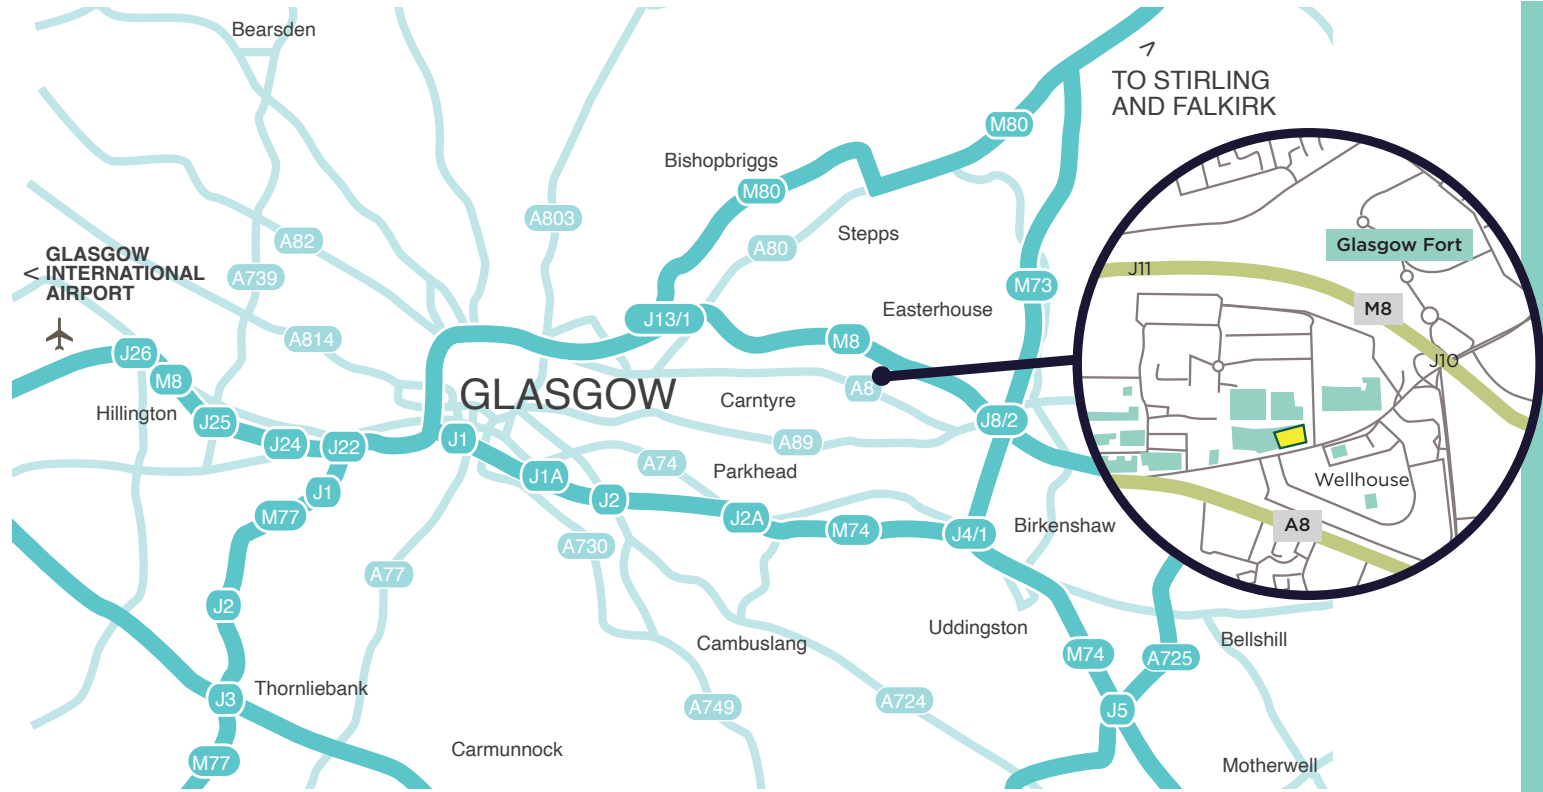 Bearsden
>
TO STIRLING
AND FALKIRK
M80
Bishopbriggs
M80
A803
Stepps
A82
A80
Glasgow Fort
<
GLASGOW
INTERNATIONAL
AIRPORT
A739
J11
M73
M8
Easterhouse
J13/1
A814
M8
J26
J10
M8
A8
GLASGOW
Carntyre
Hillington
J25
J8/2
J24
J22
J1
A89
A74
Parkhead
J1A
Wellhouse
J1
J2
M77
J2A
M74
J4/1
Birkenshaw
A8
A730
A77
J2
Uddingston
Cambuslang
Bellshill
M74
A725
Thornliebank
J3
A749
A724
J5
Carmunnock
M77
Motherwell